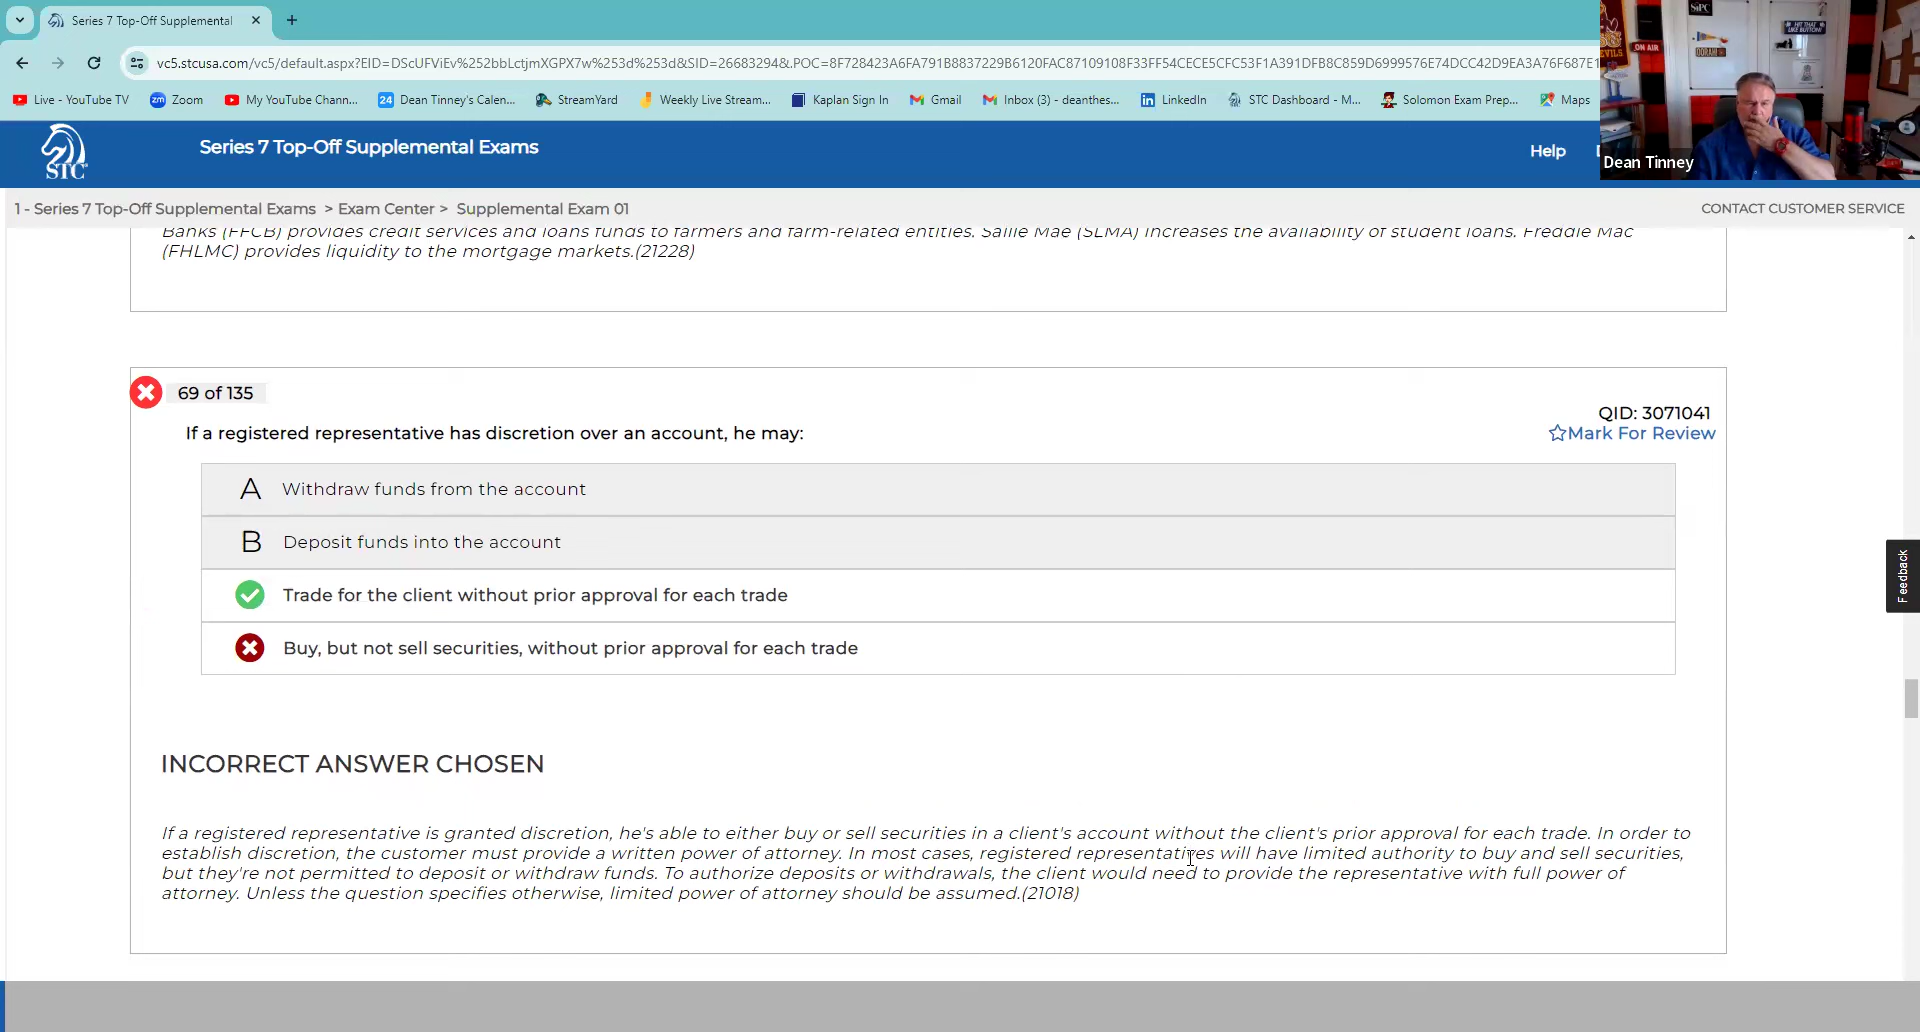 Series 7 Top-Off Supplemental
vc5.stcusa.com/vc5/default.aspx?EID=DScUFViEv%252bbLctjmXGPX7w%253d%253d&SID=26683294&.POC=8F728423A6FA791B8837229B6120FAC87109108F33FF54CECE5CFC53F1A391DFB8C859D6999576E74DCC42D9EA3A76F687E1
Live - YouTube TV Zoom My YouTube Chann... 24 Dean Tinney's Calen... StreamYard Weekly Live Stream... Kaplan Sign In Gmail Inbox (3) - deanthes... LinkedIn STC Dashboard - M... Solomon Exam Prep... Maps
SIPC
HIT THAT LIKE BUTTON!
ON AIR
Dean Tinney
STC
Series 7 Top-Off Supplemental Exams
Help
1 - Series 7 Top-Off Supplemental Exams > Exam Center > Supplemental Exam 01
CONTACT CUSTOMER SERVICE
Banks (FFCB) provides credit services and loans funds to farmers and farm-related entities. Sallie Mae (SLMA) increases the availability of student loans. Freddie Mac
(FHLMC) provides liquidity to the mortgage markets.(21228)
69 of 135
QID: 3071041
Mark For Review
If a registered representative has discretion over an account, he may:
A Withdraw funds from the account
B Deposit funds into the account
Trade for the client without prior approval for each trade
Buy, but not sell securities, without prior approval for each trade
Feedback
INCORRECT ANSWER CHOSEN
If a registered representative is granted discretion, he's able to either buy or sell securities in a client's account without the client's prior approval for each trade. In order to
establish discretion, the customer must provide a written power of attorney. In most cases, registered representatives will have limited authority to buy and sell securities,
but they're not permitted to deposit or withdraw funds. To authorize deposits or withdrawals, the client would need to provide the representative with full power of
attorney. Unless the question specifies otherwise, limited power of attorney should be assumed.(21018)